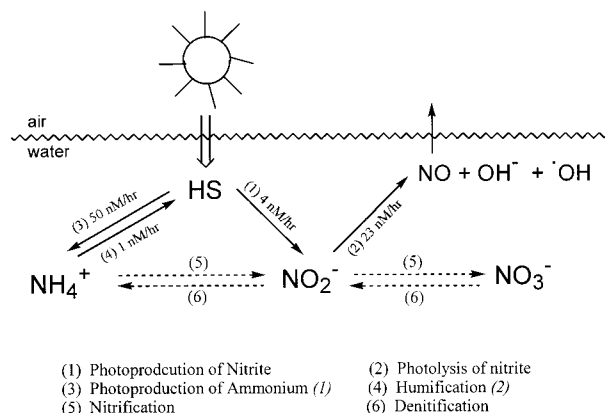 air
water
HS
NO + OH⁻ + ˙OH
(3) 50 nM/hr
(4) 1 nM/hr
(1) 4 nM/hr
(2) 23 nM/hr
NH₄⁺
(5)
(6)
NO₂⁻
(5)
(6)
NO₃⁻
(1) Photoprodcution of Nitrite
(2) Photolysis of nitrite
(3) Photoproduction of Ammonium (1)
(4) Humification (2)
(5) Nitrification
(6) Denitification